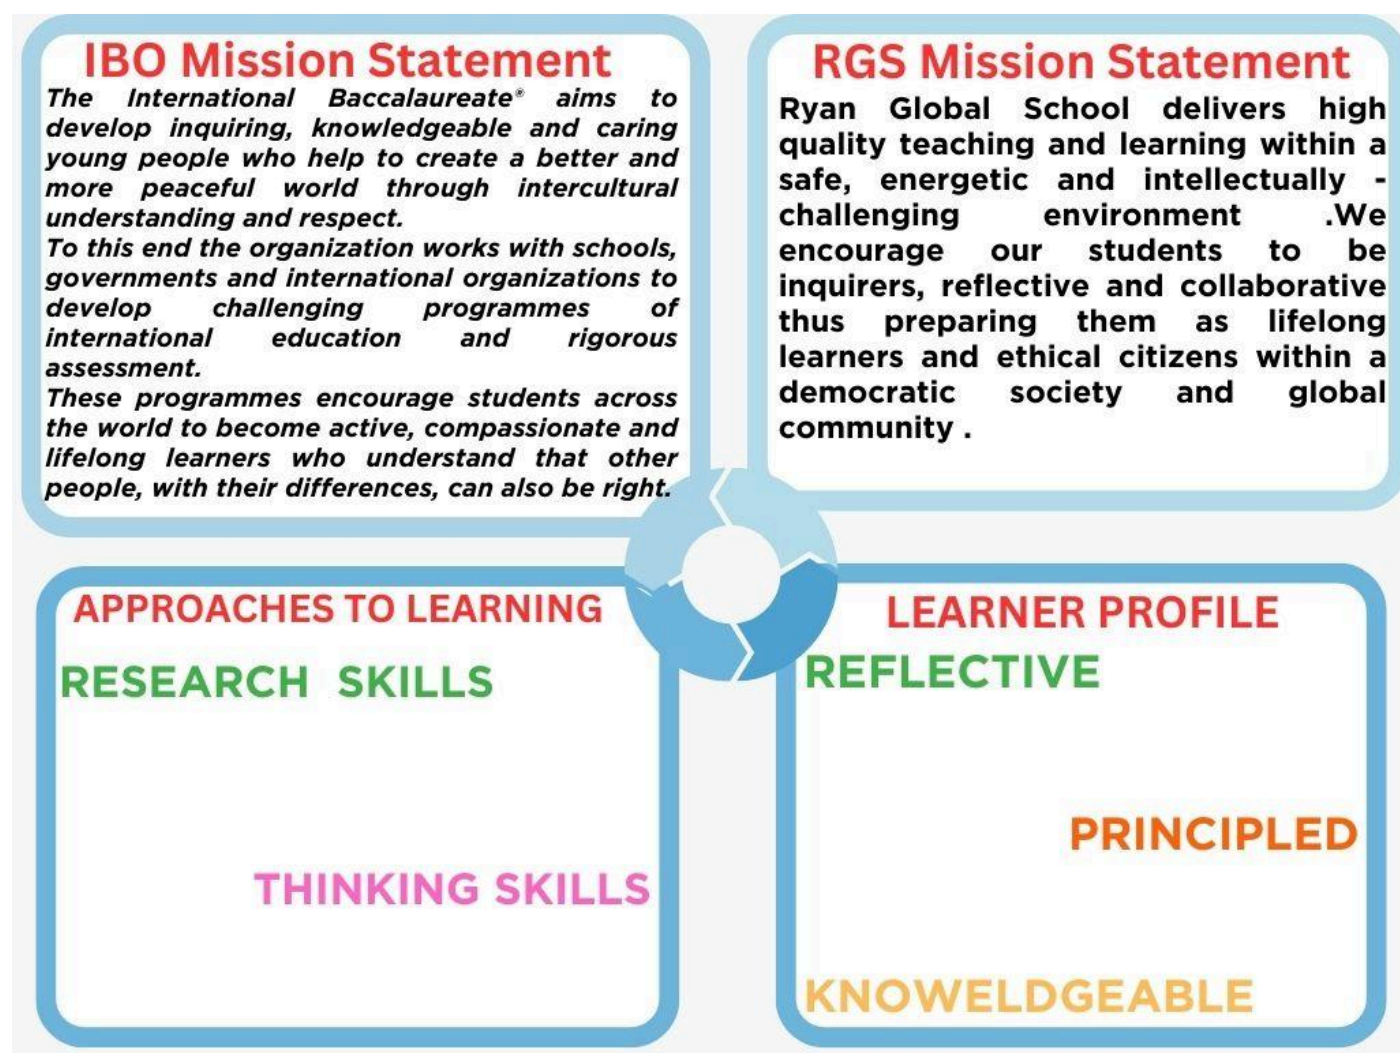 IBO Mission Statement
The International Baccalaureate® aims to
develop inquiring, knowledgeable and caring
young people who help to create a better and
more peaceful world through intercultural
understanding and respect.
To this end the organization works with schools,
governments and international organizations to
develop challenging programmes of
international education and rigorous
assessment.
These programmes encourage students across
the world to become active, compassionate and
lifelong learners who understand that other
people, with their differences, can also be right.
RGS Mission Statement
Ryan Global School delivers high
quality teaching and learning within a
safe, energetic and intellectually -
challenging environment .We
encourage our students to be
inquirers, reflective and collaborative
thus preparing them as lifelong
learners and ethical citizens within a
democratic society and global
community .
APPROACHES TO LEARNING
RESEARCH SKILLS
THINKING SKILLS
LEARNER PROFILE
REFLECTIVE
PRINCIPLED
KNOWELDGEABLE